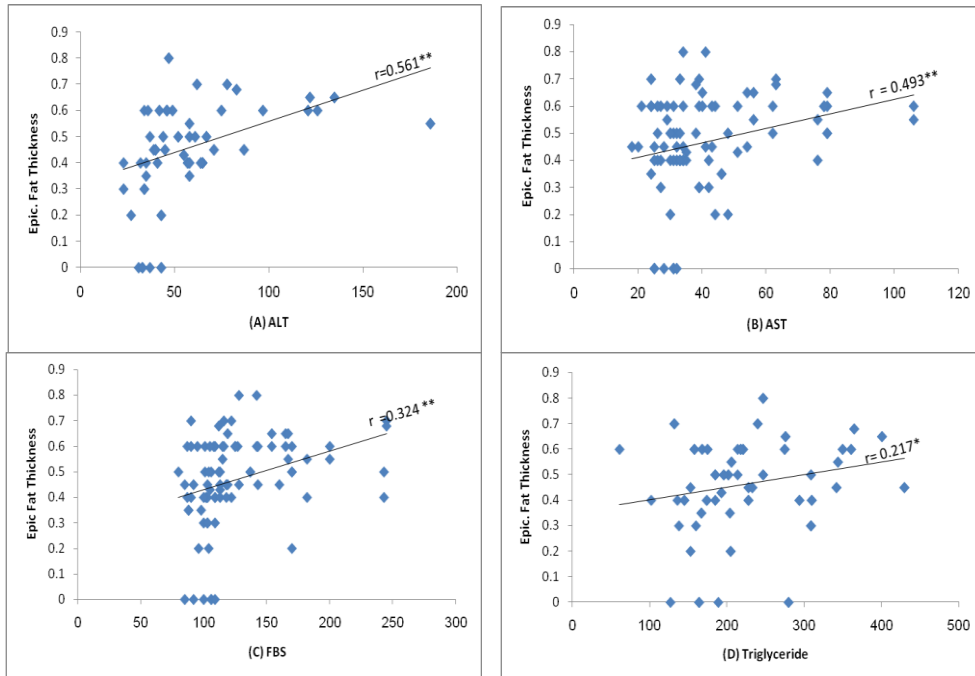 0.9
0.8
0.7
0.6
0.5
0.4
0.3
0.2
0.1
0
Epic. Fat Thickness
r=0.561**
0 50 100 150 200
(A) ALT
0.9
0.8
0.7
0.6
0.5
0.4
0.3
0.2
0.1
0
Epic. Fat Thickness
r = 0.493**
0 20 40 60 80 100 120
(B) AST
0.9
0.8
0.7
0.6
0.5
0.4
0.3
0.2
0.1
0
Epic Fat Thickness
r =0.324 **
0 50 100 150 200 250 300
(C) FBS
0.9
0.8
0.7
0.6
0.5
0.4
0.3
0.2
0.1
0
Epic. Fat Thickness
r= 0.217*
0 100 200 300 400 500
(D) Triglyceride